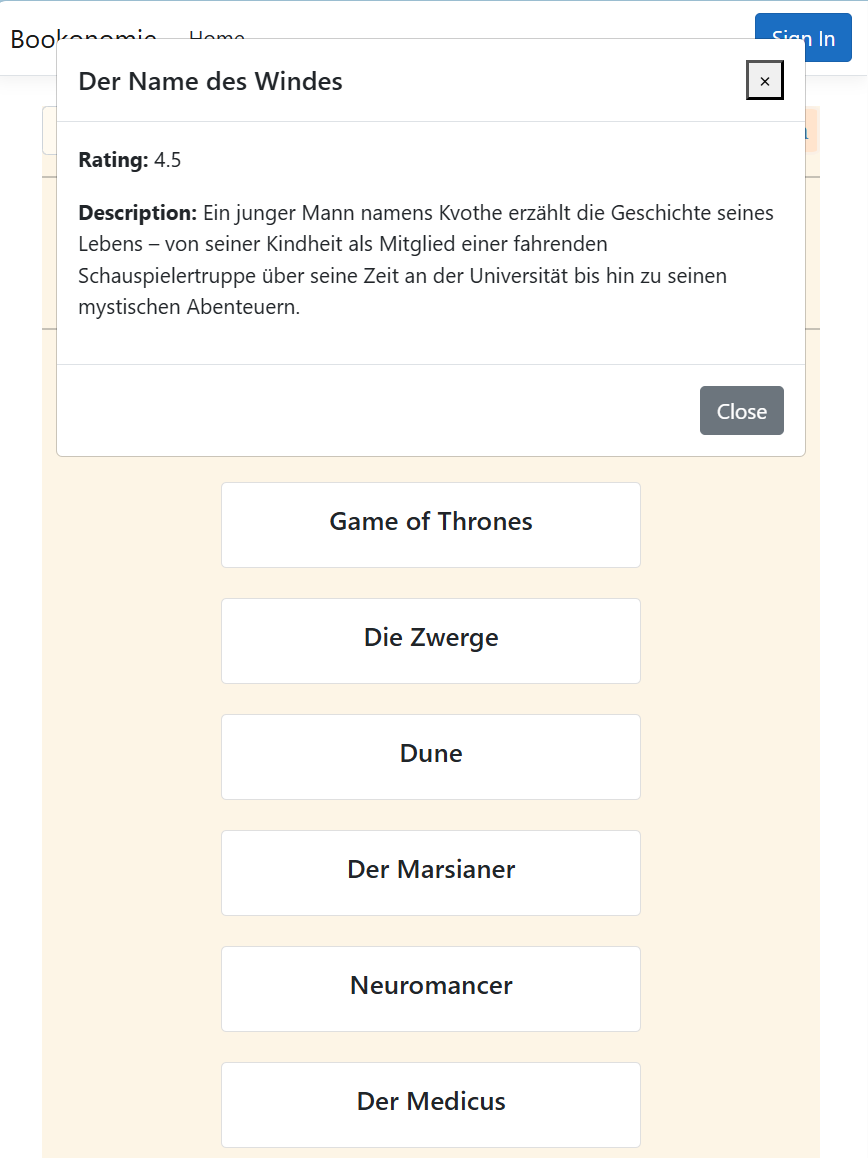 Bookonomie Home Sign In
Der Name des Windes ×
Rating: 4.5
Description: Ein junger Mann namens Kvothe erzählt die Geschichte seines
Lebens – von seiner Kindheit als Mitglied einer fahrenden
Schauspielertruppe über seine Zeit an der Universität bis hin zu seinen
mystischen Abenteuern.
Close
Game of Thrones
Die Zwerge
Dune
Der Marsianer
Neuromancer
Der Medicus